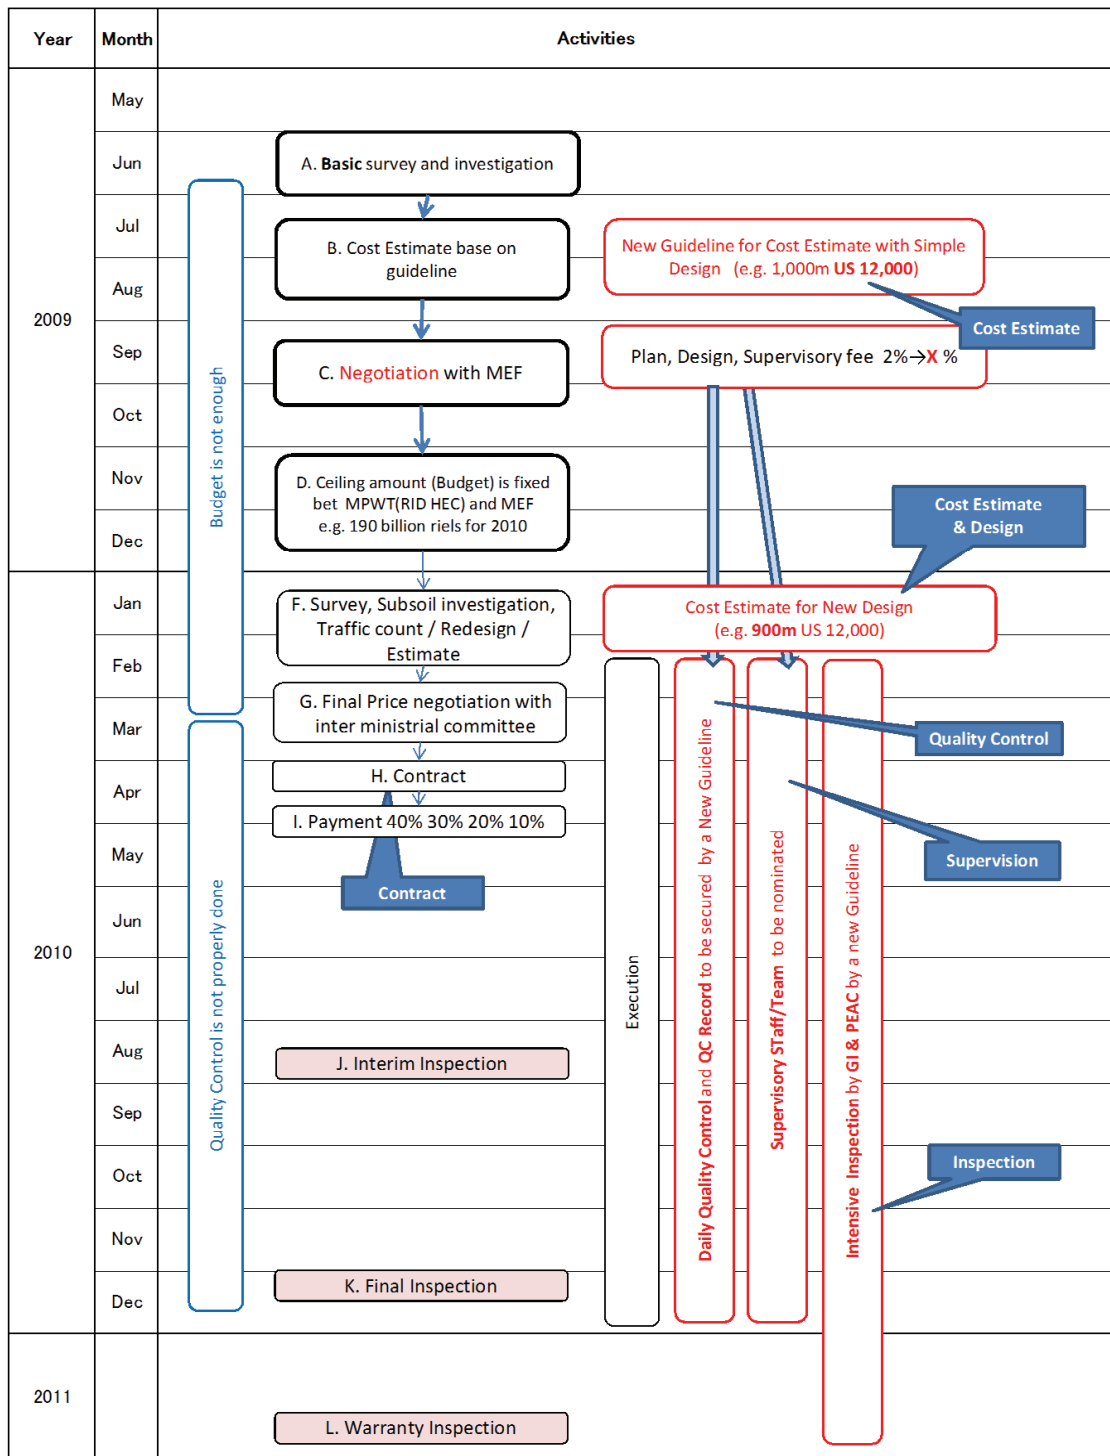 Year
Month
Activities
2009
May
Jun
Jul
Aug
Sep
Oct
Nov
Dec
2010
Jan
Feb
Mar
Apr
May
Jun
Jul
Aug
Sep
Oct
Nov
Dec
2011
Budget is not enough
Quality Control is not properly done
A. Basic survey and investigation
B. Cost Estimate base on
guideline
C. Negotiation with MEF
D. Ceiling amount (Budget) is fixed
bet MPWT(RID HEC) and MEF
e.g. 190 billion riels for 2010
F. Survey, Subsoil investigation,
Traffic count / Redesign /
Estimate
G. Final Price negotiation with
inter ministrial committee
H. Contract
I. Payment 40% 30% 20% 10%
Contract
J. Interim Inspection
K. Final Inspection
L. Warranty Inspection
New Guideline for Cost Estimate with Simple
Design (e.g. 1,000m US 12,000)
Cost Estimate
Plan, Design, Supervisory fee 2%→X %
Cost Estimate
& Design
Cost Estimate for New Design
(e.g. 900m US 12,000)
Execution
Daily Quality Control and QC Record to be secured by a New Guideline
Supervisory STaff/Team to be nominated
Intensive Inspection by GI & PEAC by a new Guideline
Quality Control
Supervision
Inspection